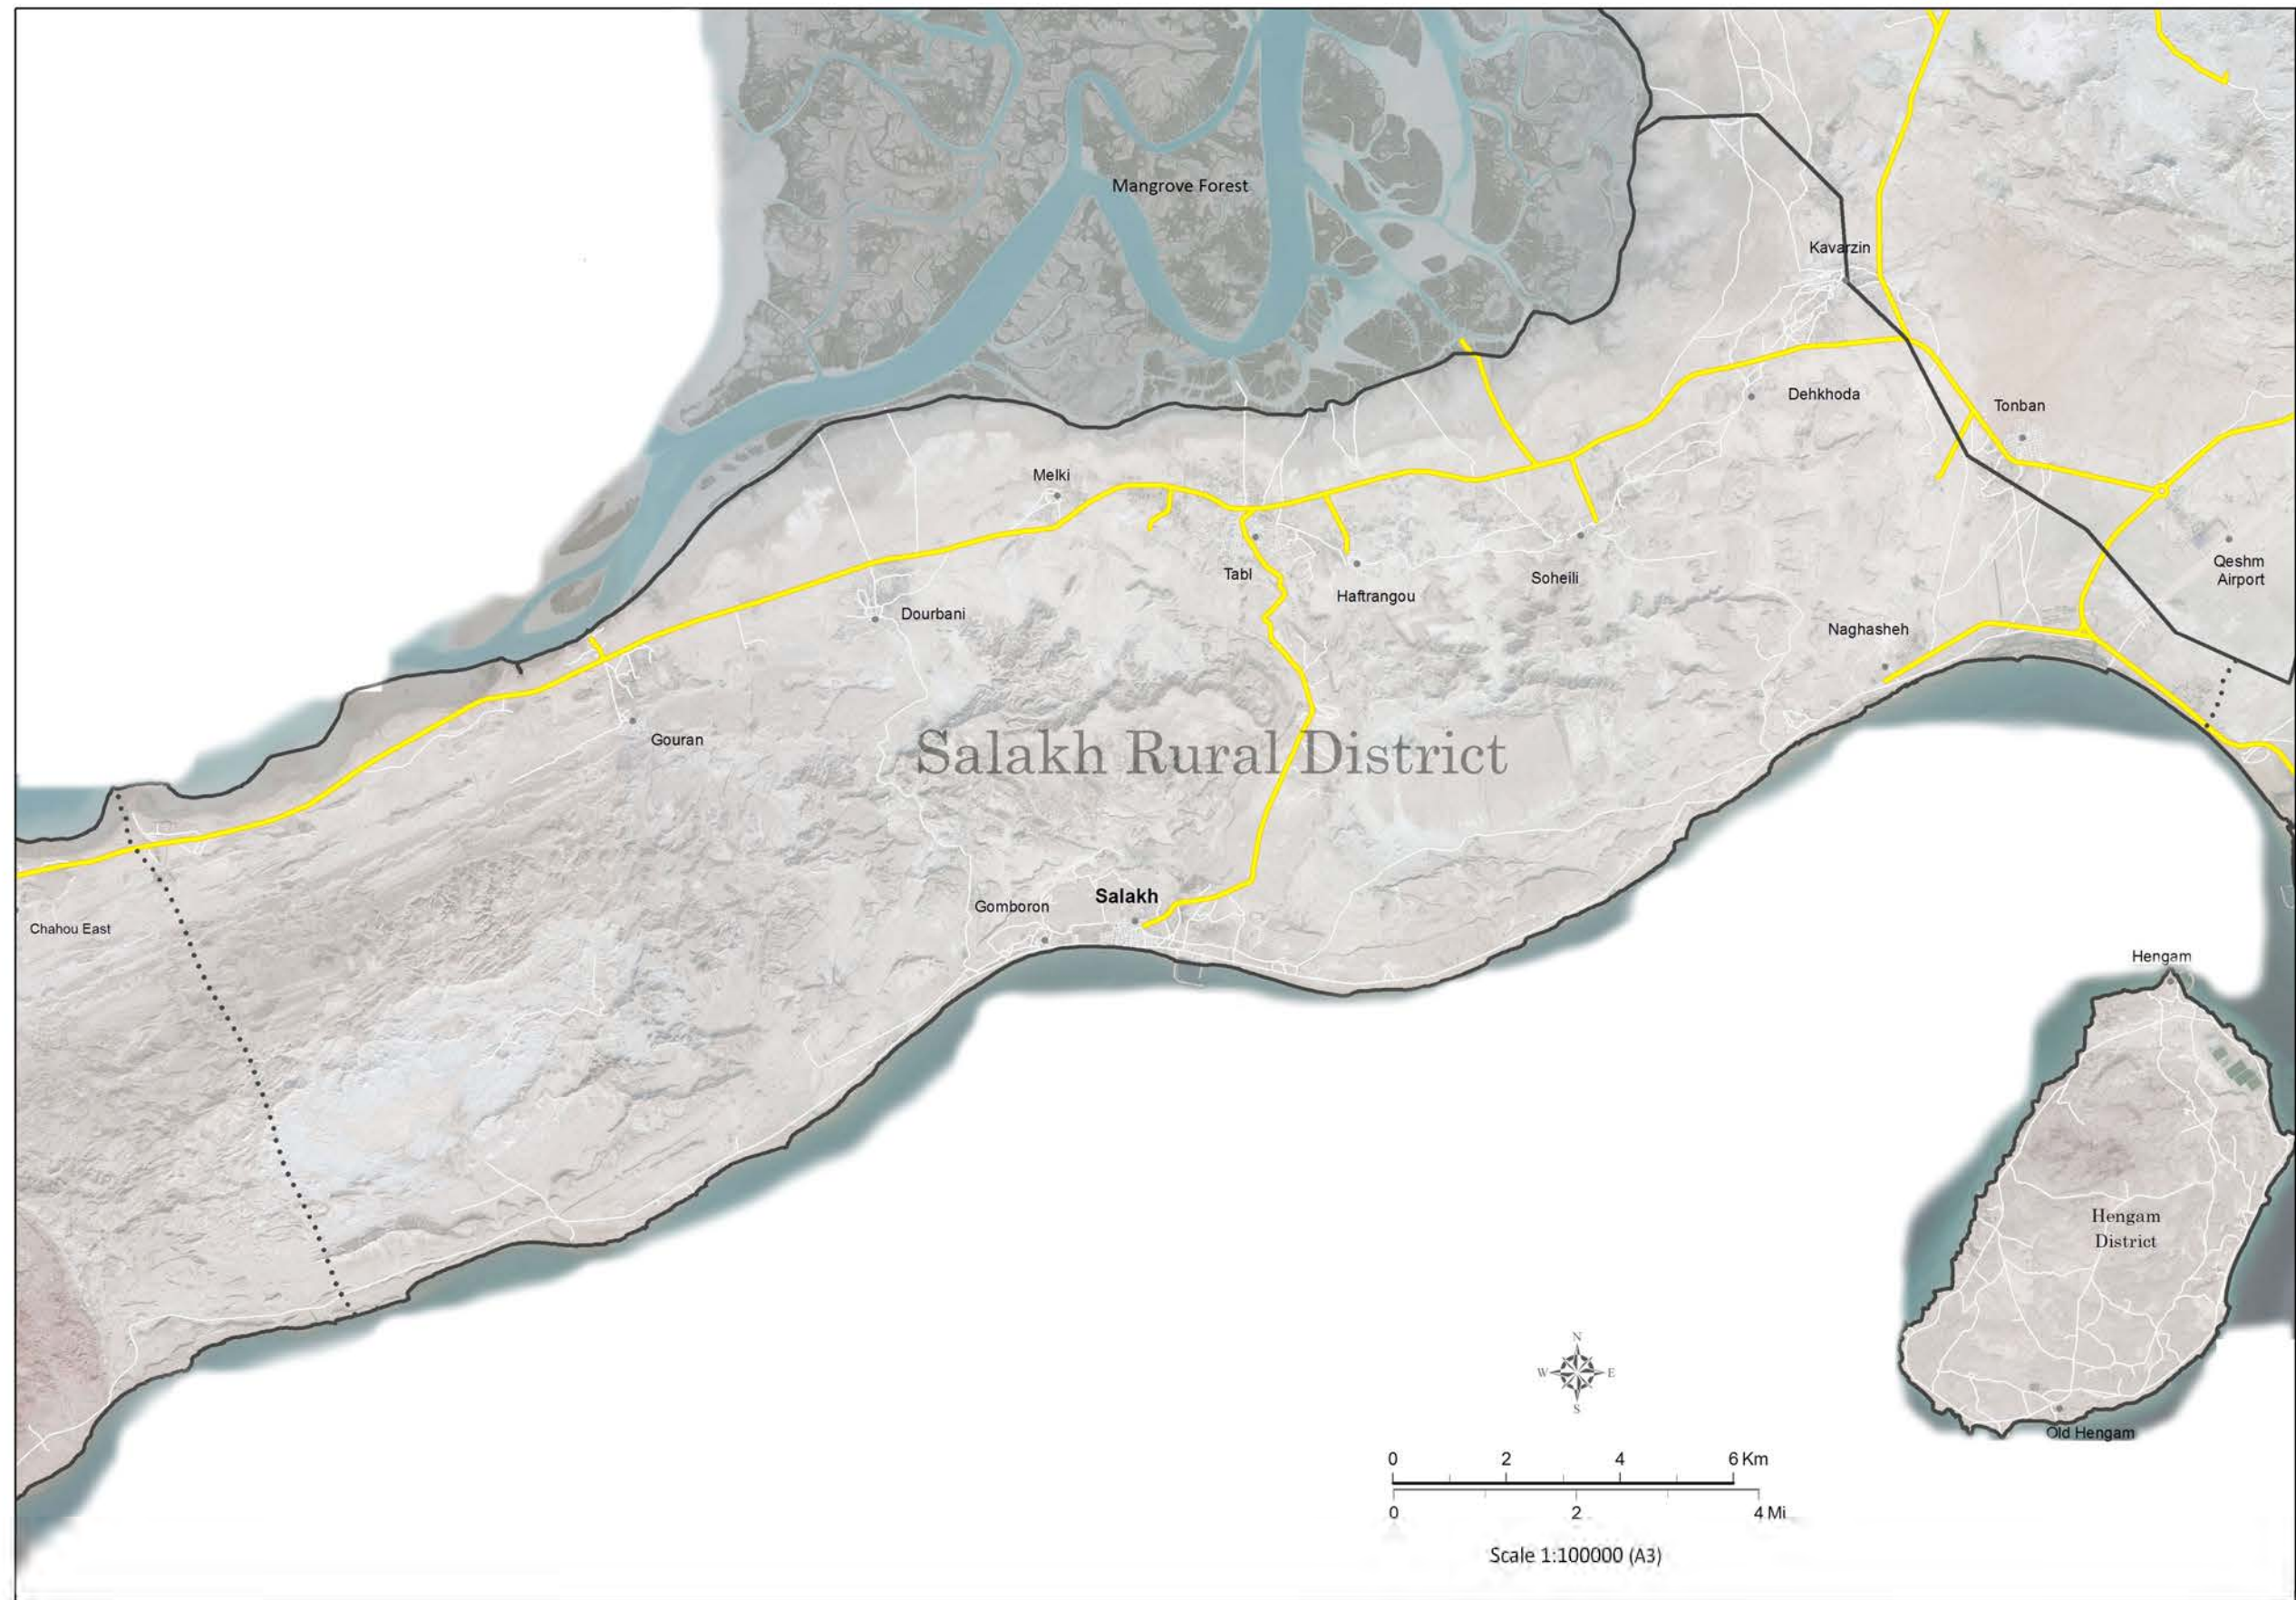 Mangrove Forest
Kavarzin
Dehkhoda
Tonban
Melki
Qeshm
Airport
Tabl
Haftrangou
Soheili
Dourbani
Naghasheh
Gouran
Salakh Rural District
Salakh
Gomboron
Chahou East
Hengam
Hengam
District
Old Hengam
N
W E
S
0 2 4 6 Km
0 2 4 Mi
Scale 1:100000 (A3)